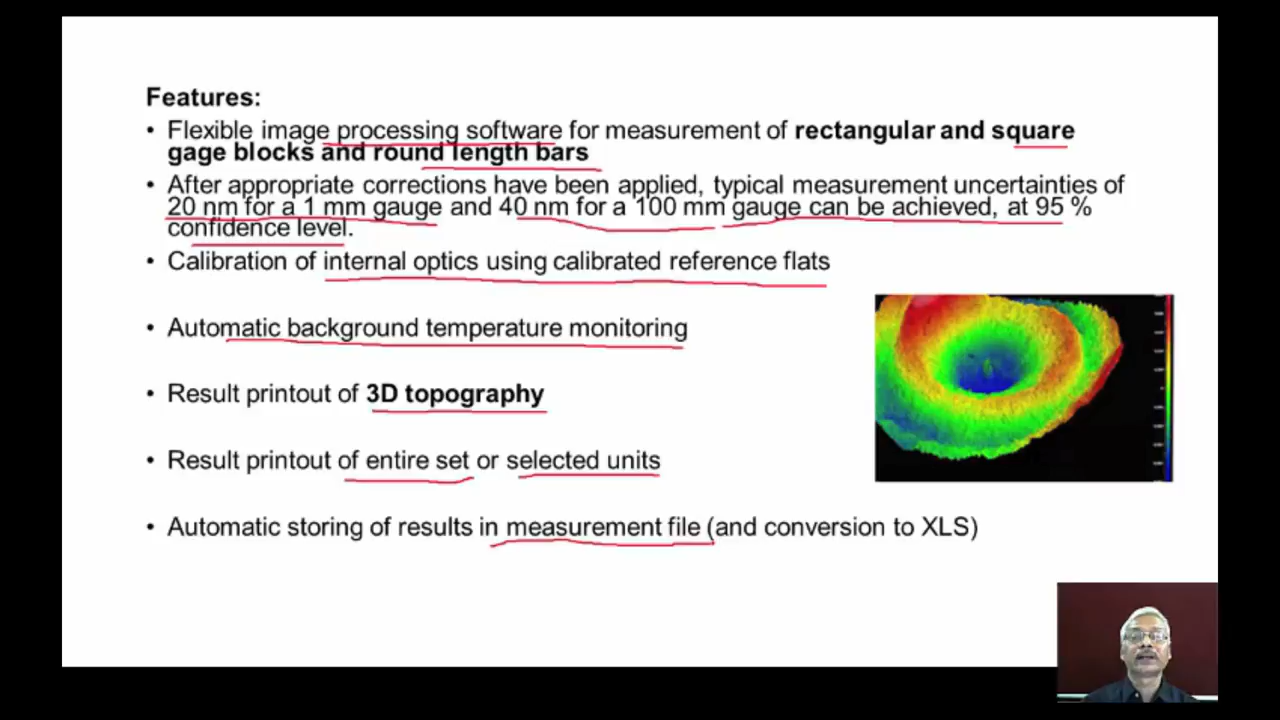 Features:
• Flexible image processing software for measurement of rectangular and square
gage blocks and round length bars
• After appropriate corrections have been applied, typical measurement uncertainties of
20 nm for a 1 mm gauge and 40 nm for a 100 mm gauge can be achieved, at 95 %
confidence level.
• Calibration of internal optics using calibrated reference flats
• Automatic background temperature monitoring
• Result printout of 3D topography
• Result printout of entire set or selected units
• Automatic storing of results in measurement file (and conversion to XLS)